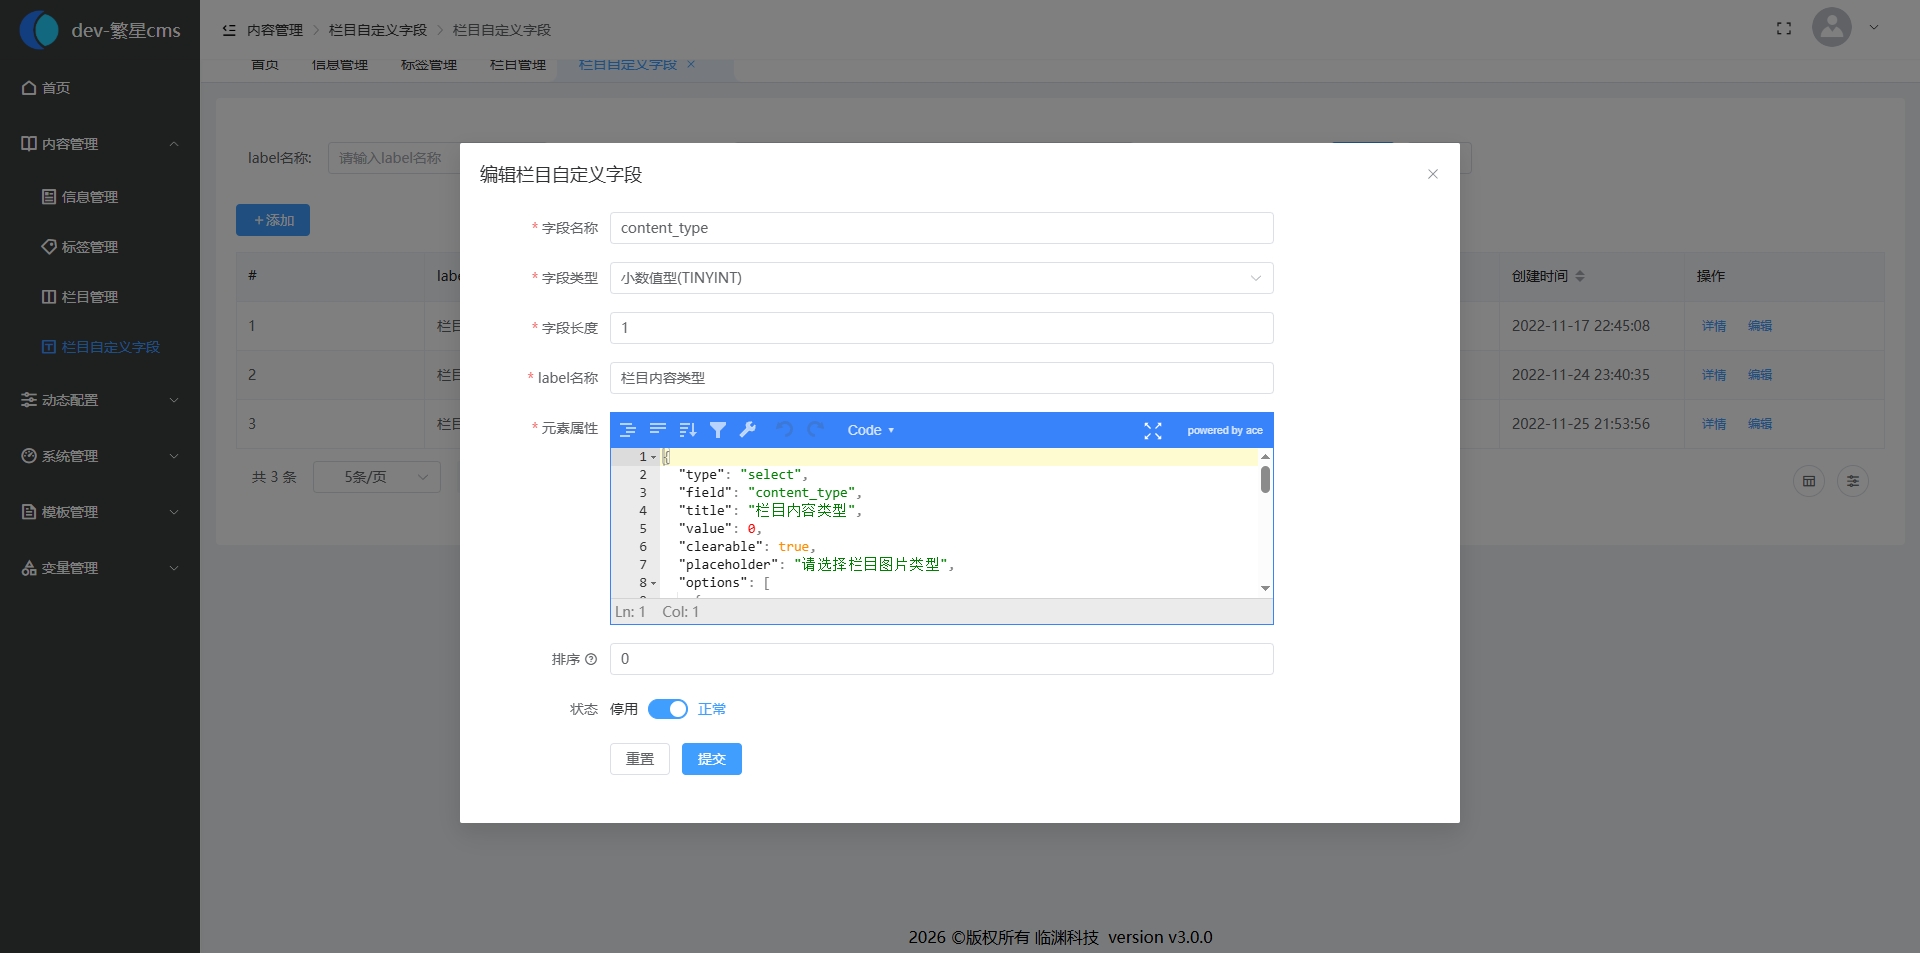 dev-繁星cms
首页
内容管理
信息管理
标签管理
栏目管理
栏目自定义字段
动态配置
系统管理
模板管理
变量管理
内容管理 > 栏目自定义字段 > 栏目自定义字段
首页 信息管理 标签管理 栏目管理 栏目自定义字段 ×
label名称: 请输入label名称
+添加
# 创建时间 操作
1 2022-11-17 22:45:08 详情 编辑
2 2022-11-24 23:40:35 详情 编辑
3 2022-11-25 21:53:56 详情 编辑
共 3 条 5条/页
编辑栏目自定义字段
* 字段名称 content_type
* 字段类型 小数值型(TINYINT)
* 字段长度 1
* label名称 栏目内容类型
* 元素属性 Code powered by ace
1 {
2 "type": "select",
3 "field": "content_type",
4 "title": "栏目内容类型",
5 "value": 0,
6 "clearable": true,
7 "placeholder": "请选择栏目图片类型",
8 "options": [
Ln: 1 Col: 1
排序 0
状态 停用 正常
重置 提交
2026 ©版权所有 临渊科技 version v3.0.0